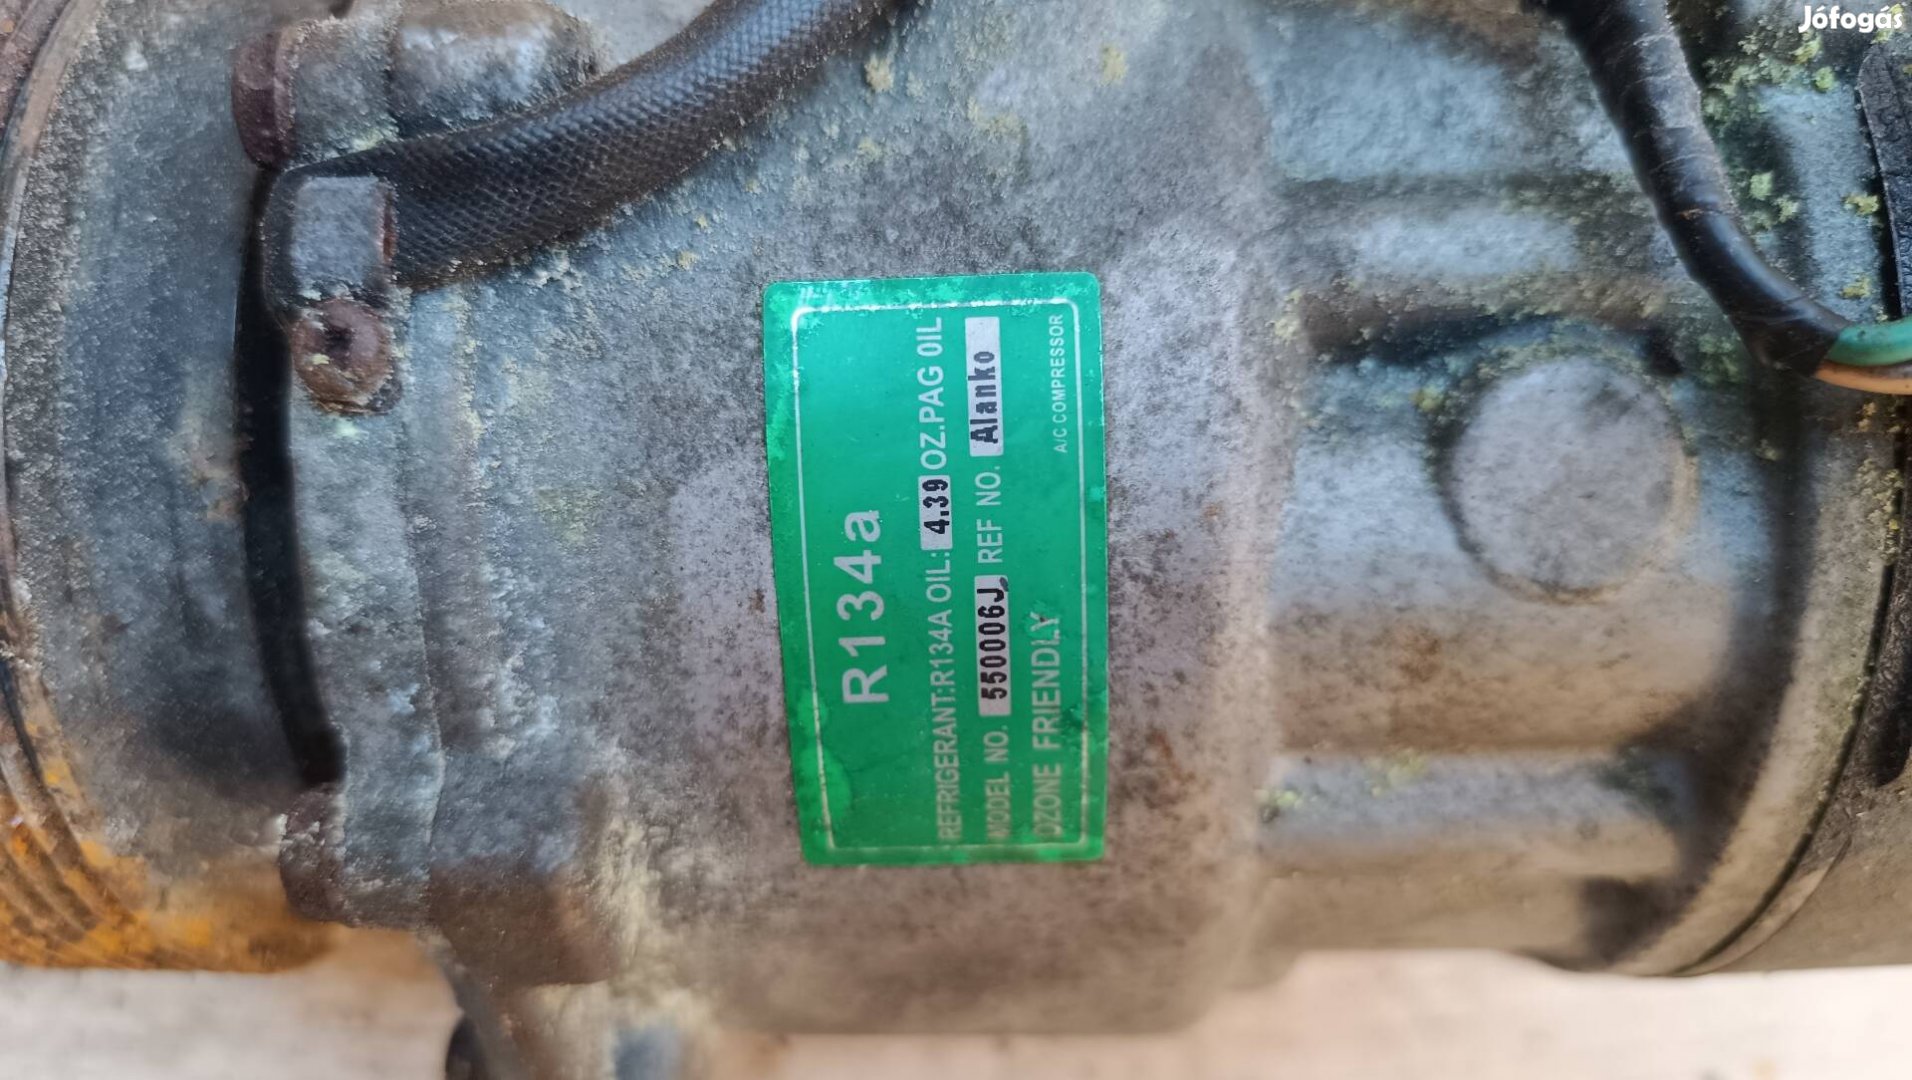 Jófogás
R134a
REFRIGERANT:R134A OIL: 4.39 OZ.PAG OIL
MODEL NO. 550006J REF NO. Alanko
OZONE FRIENDLY
A/C COMPRESSOR